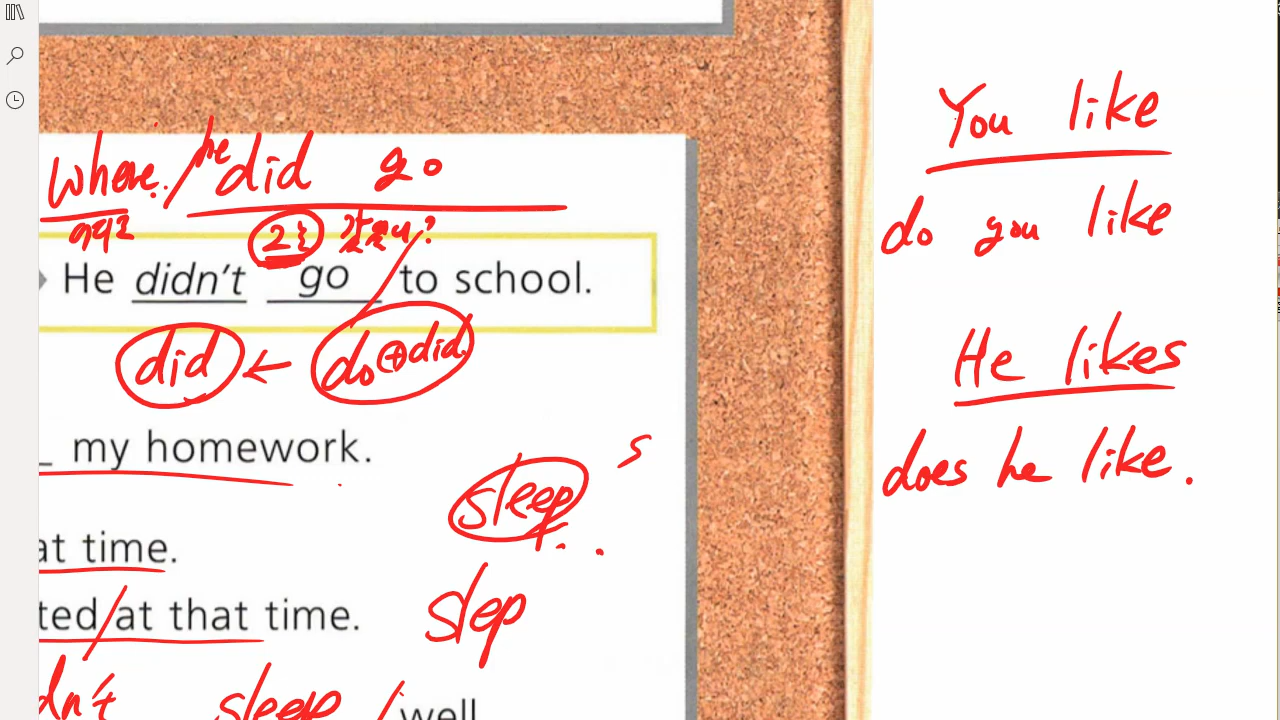 where. / he did go
He didn't go to school.
did ← do + did
my homework.
s
sleep
at time.
ted / at that time.
slep
dn't sleep / well
You like
do you like
He likes
does he like.